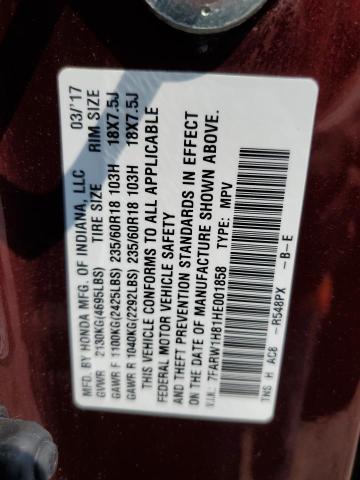 MFD. BY HONDA MFG. OF INDIANA, LLC 03/'17
GVWR 2130KG(4695LBS) TIRE SIZE RIM SIZE
GAWR F 1100KG(2425LBS) 235/60R18 103H 18X7.5J
GAWR R 1040KG(2292LBS) 235/60R18 103H 18X7.5J
THIS VEHICLE CONFORMS TO ALL APPLICABLE
FEDERAL MOTOR VEHICLE SAFETY
AND THEFT PREVENTION STANDARDS IN EFFECT
ON THE DATE OF MANUFACTURE SHOWN ABOVE.
V.I.N.: 7FARW1H81HE001858 TYPE: MPV
TNS H AC8 -R548PX -B-E